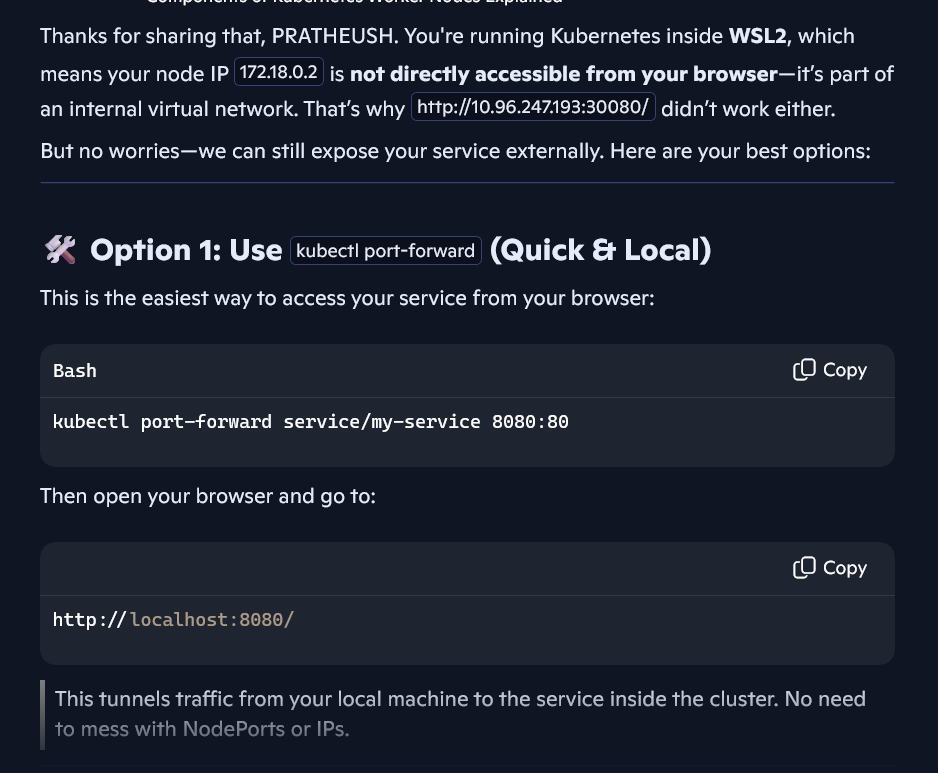 Components of Kubernetes Worker Nodes Explained
Thanks for sharing that, PRATHEUSH. You're running Kubernetes inside WSL2, which
means your node IP 172.18.0.2 is not directly accessible from your browser—it's part of
an internal virtual network. That's why http://10.96.247.193:30080/ didn't work either.
But no worries—we can still expose your service externally. Here are your best options:
🛠 Option 1: Use kubectl port-forward (Quick & Local)
This is the easiest way to access your service from your browser:
Bash
Copy
kubectl port-forward service/my-service 8080:80
Then open your browser and go to:
Copy
http://localhost:8080/
This tunnels traffic from your local machine to the service inside the cluster. No need
to mess with NodePorts or IPs.